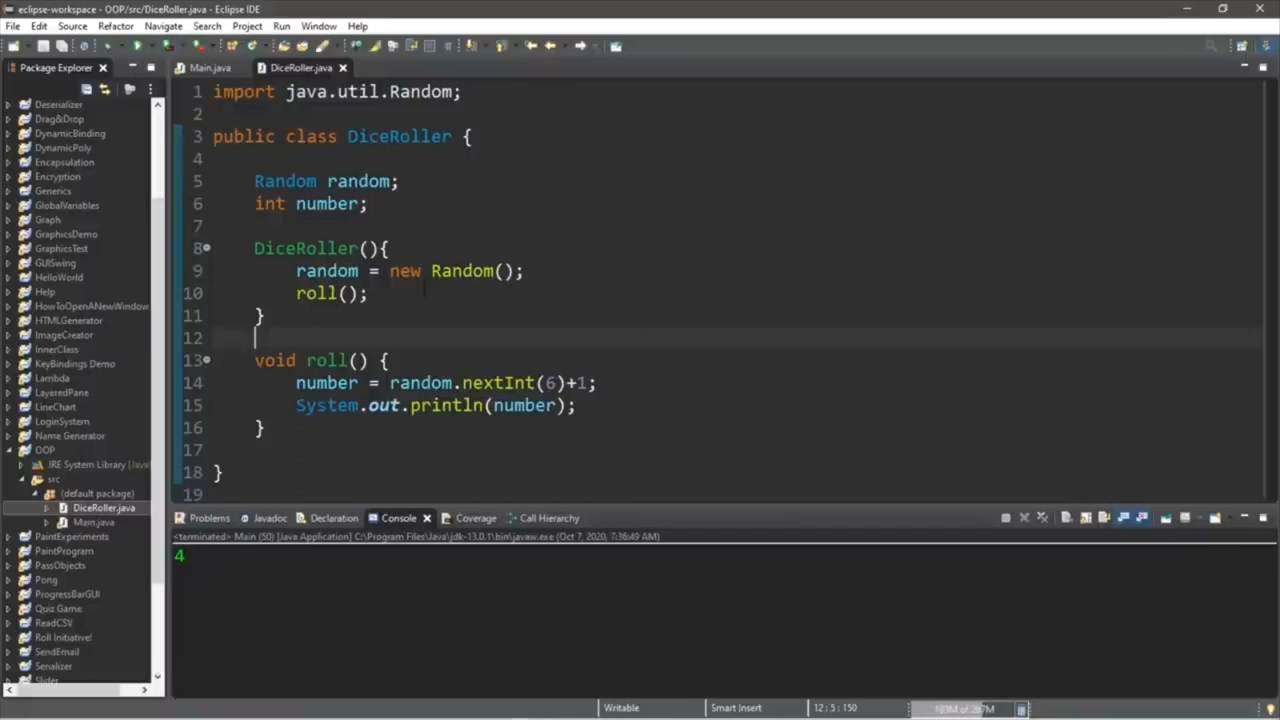 eclipse-workspace - OOP/src/DiceRoller.java - Eclipse IDE
File Edit Source Refactor Navigate Search Project Run Window Help
Package Explorer
Main.java DiceRoller.java
Deserializer
Drag&Drop
DynamicBinding
DynamicPoly
Encapsulation
Encryption
Generics
GlobalVariables
Graph
GraphicsDemo
GraphicsTest
GUISwing
HelloWorld
Help
HowToOpenANewWindow
HTMLGenerator
ImageCreator
InnerClass
KeyBindings Demo
Lambda
LayeredPane
LineChart
LoginSystem
Name Generator
OOP
JRE System Library [Java
src
(default package)
DiceRoller.java
Main.java
PaintExperiments
PaintProgram
PassObjects
Pong
ProgressBarGUI
Quiz Game
ReadCSV
Roll Initiative!
SendEmail
Serializer
Slider
1 import java.util.Random;
2
3 public class DiceRoller {
4
5 Random random;
6 int number;
7
8 DiceRoller(){
9 random = new Random();
10 roll();
11 }
12
13 void roll() {
14 number = random.nextInt(6)+1;
15 System.out.println(number);
16 }
17
18 }
19
Problems Javadoc Declaration Console Coverage Call Hierarchy
<terminated> Main (50) [Java Application] C:\Program Files\Java\jdk-13.0.1\bin\javaw.exe (Oct 7, 2020, 7:36:49 AM)
4
Writable Smart Insert 12 : 5 : 150